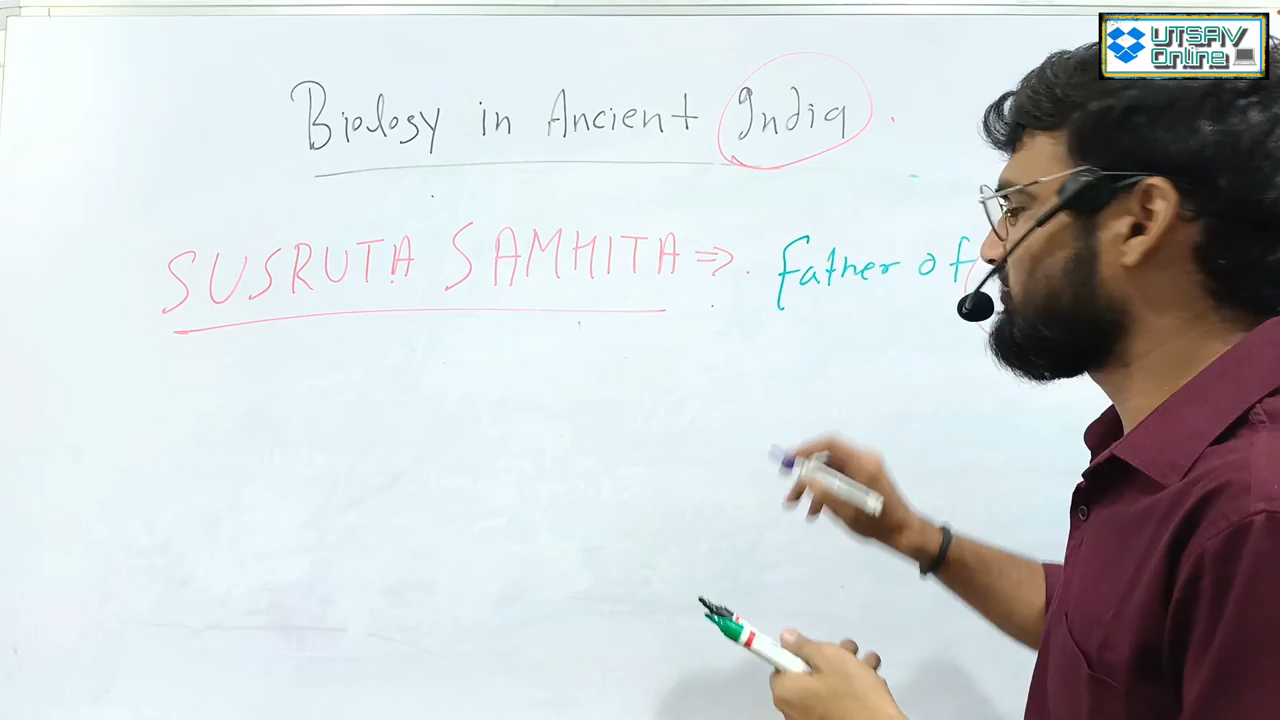 UTSAV
Online
Biology in Ancient India
SUSRUTA SAMHITA ⇒ Father of